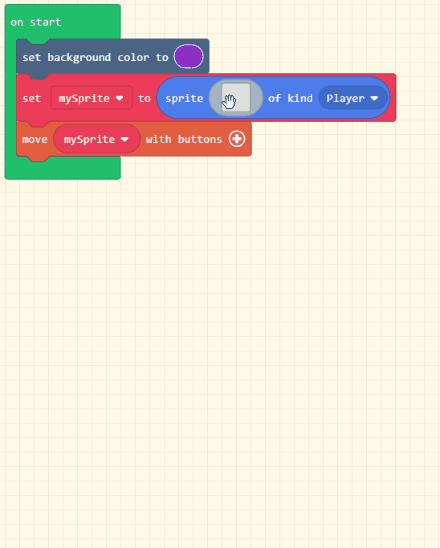 on start
set background color to
set mySprite to sprite of kind Player
move mySprite with buttons